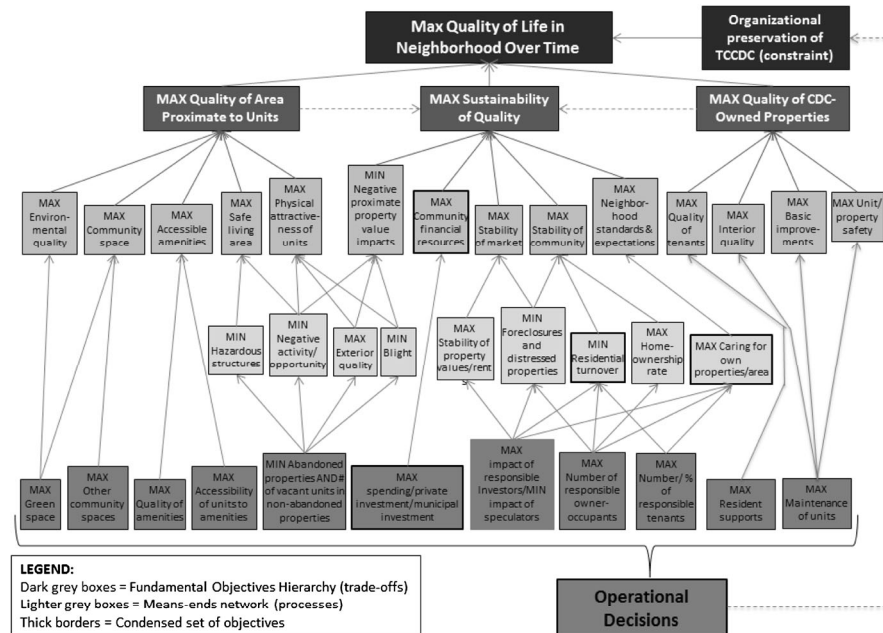 Max Quality of Life in
Neighborhood Over Time
Organizational
preservation of
TCCDC (constraint)
MAX Quality of Area
Proximate to Units
MAX Sustainability
of Quality
MAX Quality of CDC-
Owned Properties
MAX
Environ-
mental
quality
MAX
Community
space
MAX
Accessible
amenities
MAX
Safe
living
area
MAX
Physical
attractive-
ness of
units
MIN
Negative
proximate
property
value
impacts
MAX
Community
financial
resources
MAX
Stability
of market
MAX
Stability of
community
MAX
Neighbor-
hood
standards &
expectations
MAX
Quality of
tenants
MAX
Interior
quality
MAX
Basic
improve-
ments
MAX Unit/
property
safety
MIN
Hazardous
structures
MIN
Negative
activity/
opportunity
MAX
Exterior
quality
MIN
Blight
MAX
Stability of
property
values/rent
s
MIN
Foreclosures
and
distressed
properties
MIN
Residential
turnover
MAX
Home-
ownership
rate
MAX Caring for
own
properties/area
MAX
Green
space
MAX
Other
community
spaces
MAX
Quality of
amenities
MAX
Accessibility
of units to
amenities
MIN Abandoned
properties AND #
of vacant units in
non-abandoned
properties
MAX
spending/private
investment/municipal
investment
MAX
impact of
responsible
Investors/MIN
impact of
speculators
MAX
Number of
responsible
owner-
occupants
MAX
Number/ %
of
responsible
tenants
MAX
Resident
supports
MAX
Maintenance
of units
LEGEND:
Dark grey boxes = Fundamental Objectives Hierarchy (trade-offs)
Lighter grey boxes = Means-ends network (processes)
Thick borders = Condensed set of objectives
Operational
Decisions